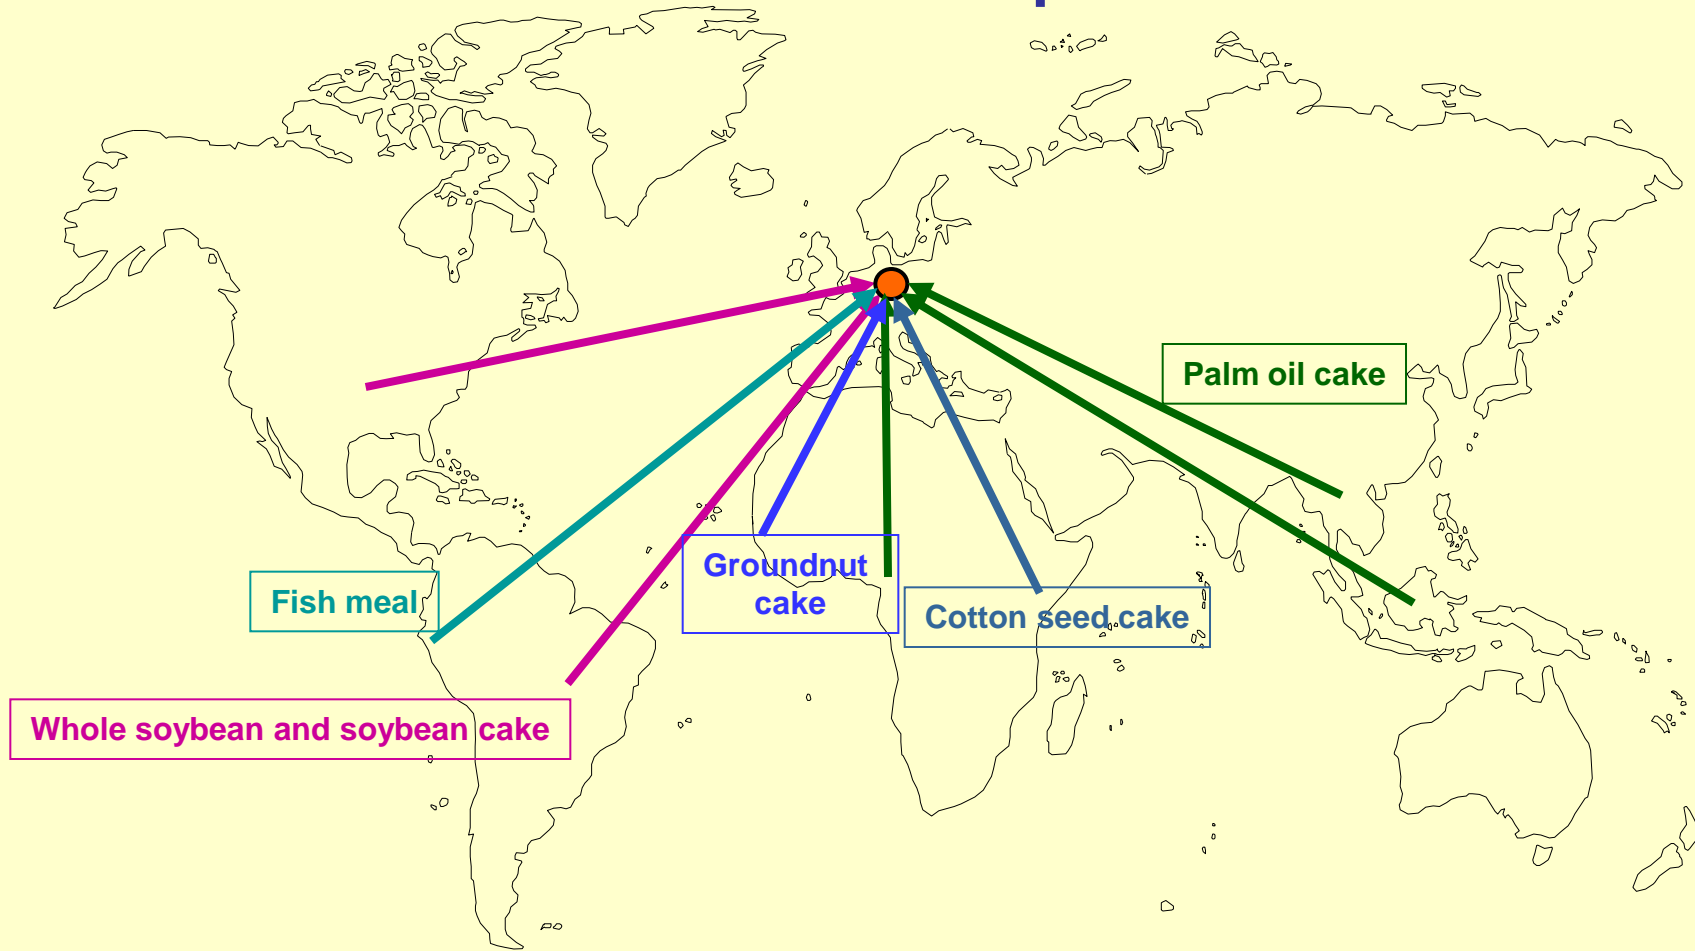 Palm oil cake
Groundnut
cake
Fish meal
Cotton seed cake
Whole soybean and soybean cake